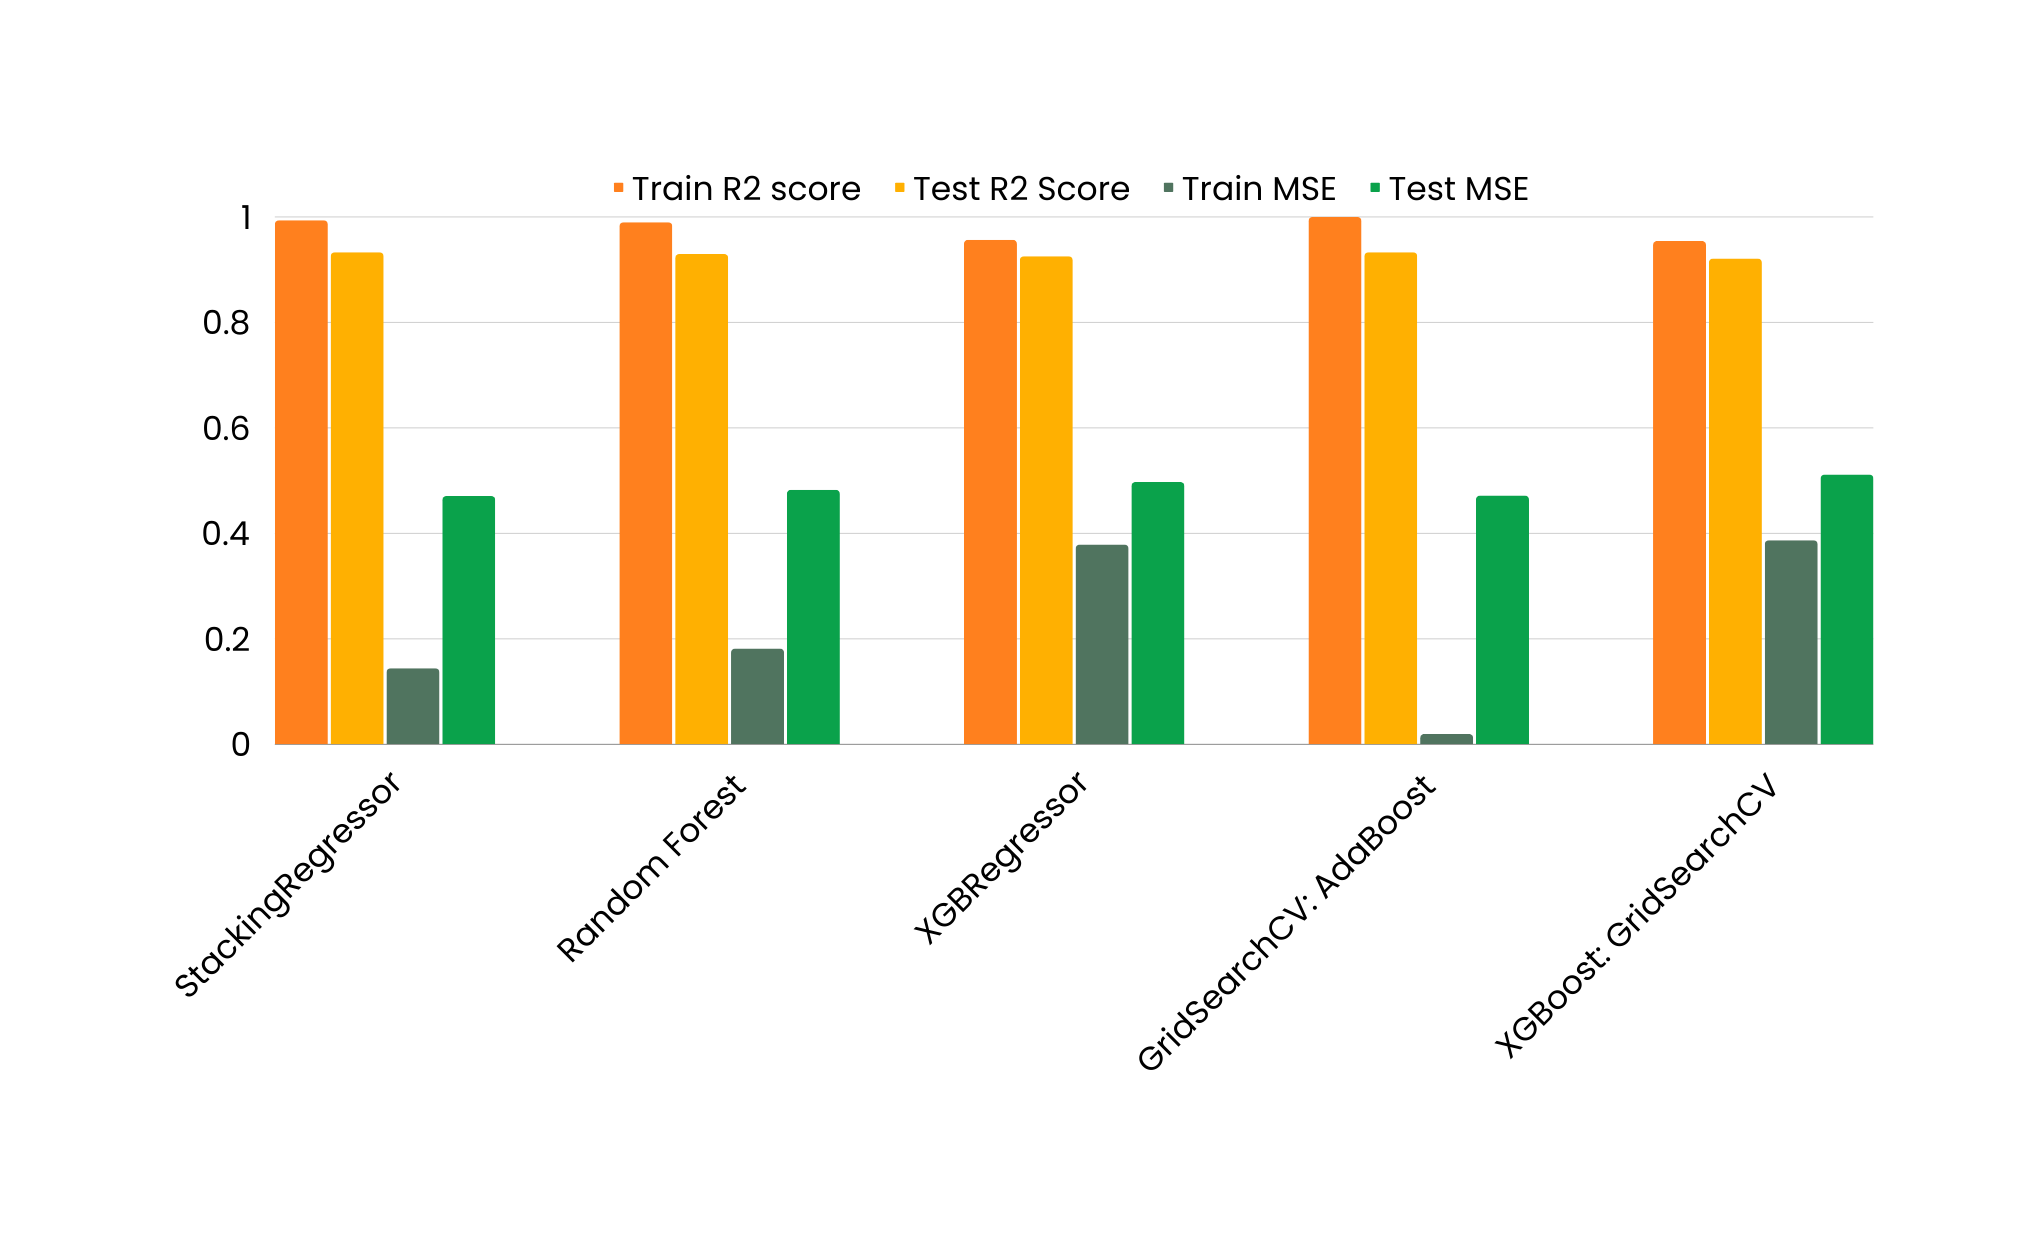 Train R2 score Test R2 Score Train MSE Test MSE
1
0.8
0.6
0.4
0.2
0
StackingRegressor
Random Forest
XGBRegressor
GridSearchCV: AdaBoost
XGBoost: GridSearchCV